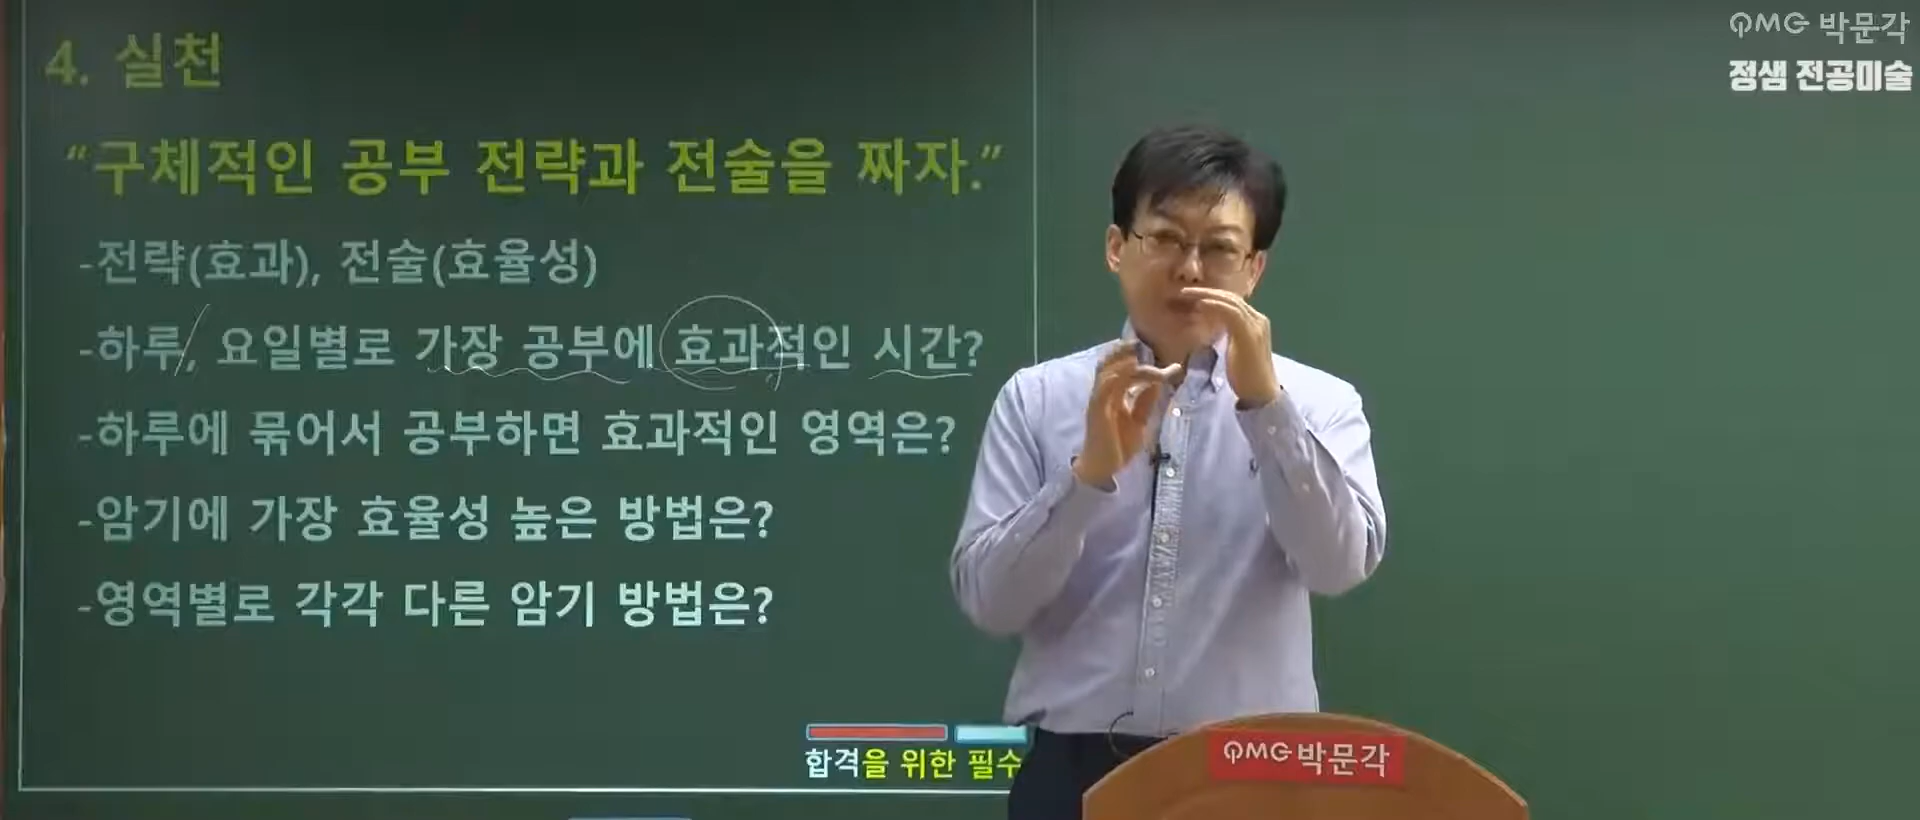 4. 실천
“구체적인 공부 전략과 전술을 짜자.”
-전략(효과), 전술(효율성)
-하루, 요일별로 가장 공부에 효과적인 시간?
-하루에 묶어서 공부하면 효과적인 영역은?
-암기에 가장 효율성 높은 방법은?
-영역별로 각각 다른 암기 방법은?
합격을 위한 필수
PMG 박문각
정샘 전공미술
PMG 박문각